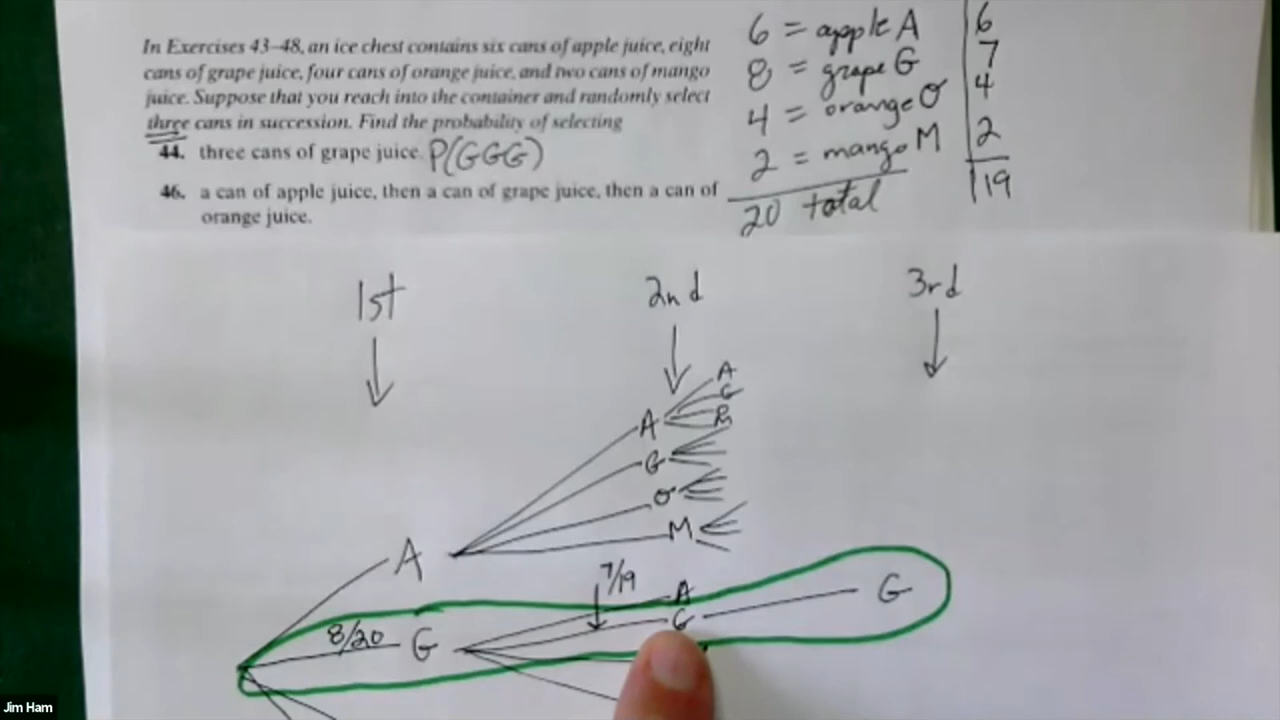 In Exercises 43–48, an ice chest contains six cans of apple juice, eight
cans of grape juice, four cans of orange juice, and two cans of mango
juice. Suppose that you reach into the container and randomly select
three cans in succession. Find the probability of selecting
44. three cans of grape juice. P(GGG)
46. a can of apple juice, then a can of grape juice, then a can of
orange juice.
6 = apple A 6
8 = grape G 7
4 = orange O 4
2 = mango M 2
20 total 19
1st 2nd 3rd
A
G
A
G
O
M
A
7/19
A
G
8/20 G
G
Jim Ham